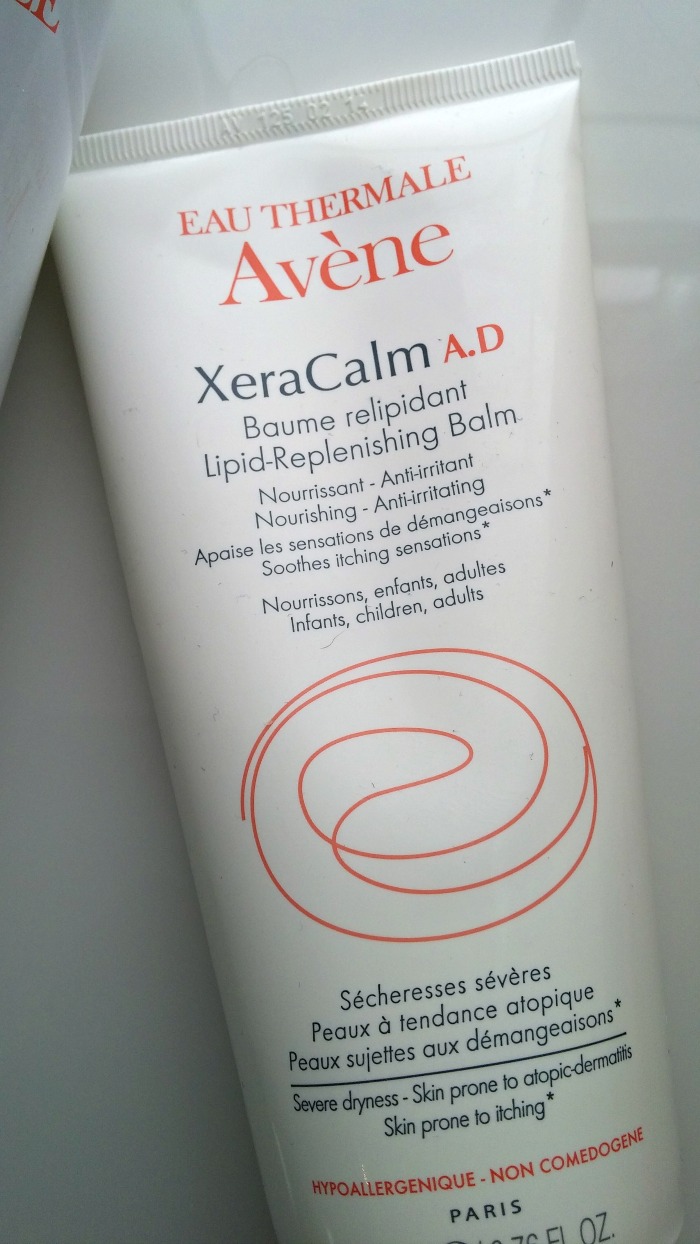 EAU THERMALE
Avène
XeraCalm A.D
Baume relipidant
Lipid-Replenishing Balm
Nourrissant - Anti-irritant
Nourishing - Anti-irritating
Apaise les sensations de démangeaisons*
Soothes itching sensations*
Nourrissons, enfants, adultes
Infants, children, adults
Sécheresses sévères
Peaux à tendance atopique
Peaux sujettes aux démangeaisons*
Severe dryness - Skin prone to atopic-dermatitis
Skin prone to itching*
HYPOALLERGENIQUE - NON COMEDOGENE
PARIS
FL. OZ.